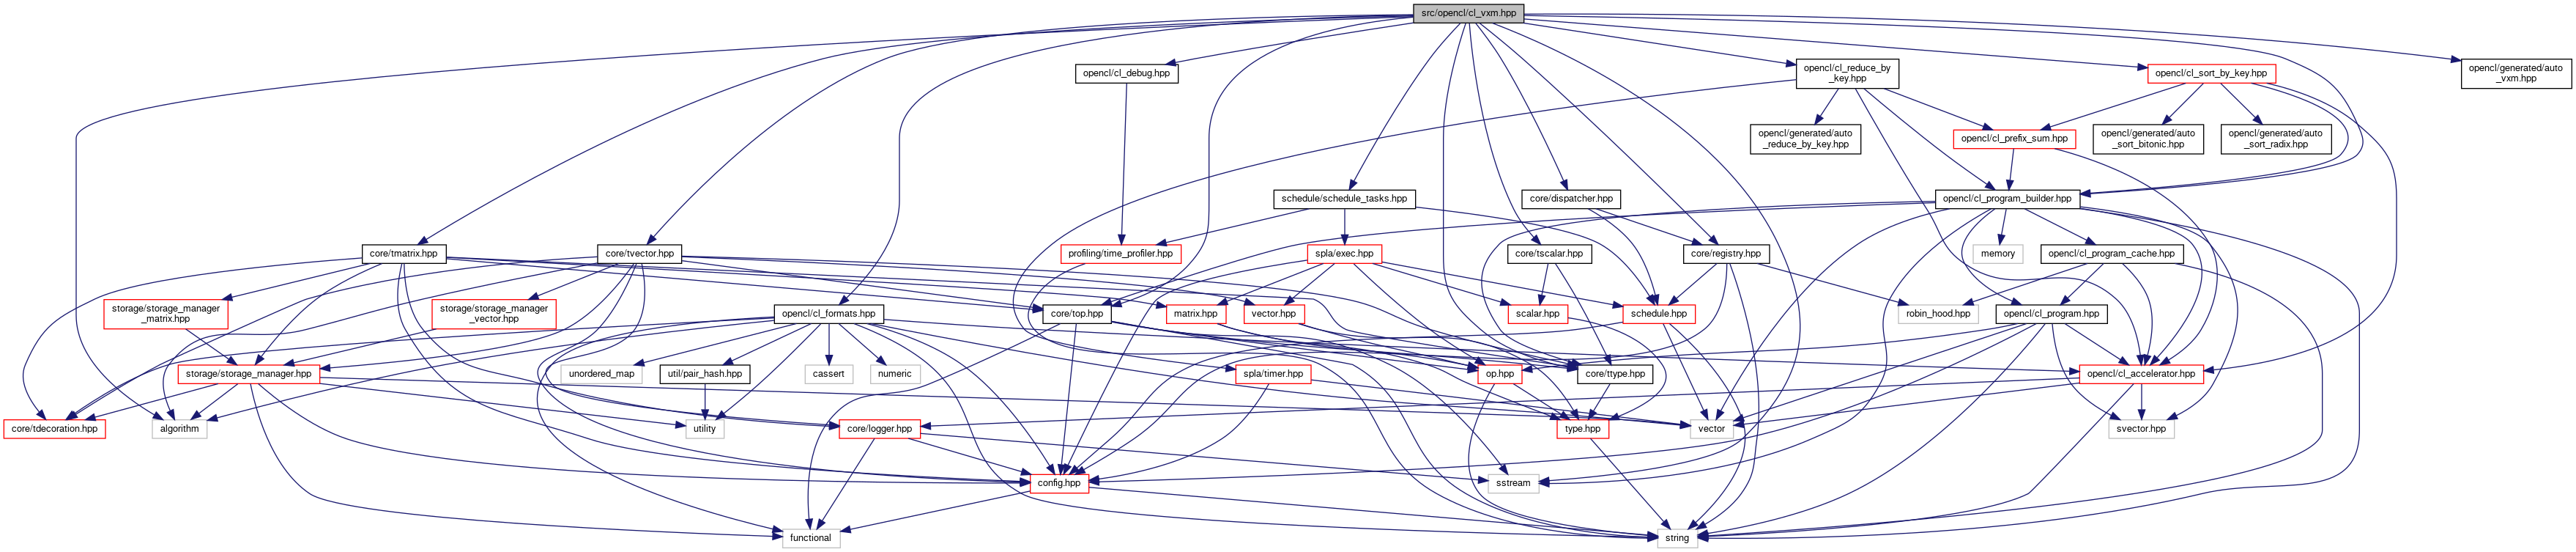 src/opencl/cl_vxm.hpp
opencl/cl_debug.hpp
opencl/cl_reduce_by
_key.hpp
opencl/cl_sort_by_key.hpp
opencl/generated/auto
_vxm.hpp
opencl/generated/auto
_reduce_by_key.hpp
opencl/cl_prefix_sum.hpp
opencl/generated/auto
_sort_bitonic.hpp
opencl/generated/auto
_sort_radix.hpp
schedule/schedule_tasks.hpp
core/dispatcher.hpp
opencl/cl_program_builder.hpp
core/tmatrix.hpp
core/tvector.hpp
profiling/time_profiler.hpp
spla/exec.hpp
core/tscalar.hpp
core/registry.hpp
memory
opencl/cl_program_cache.hpp
storage/storage_manager
_matrix.hpp
storage/storage_manager
_vector.hpp
opencl/cl_formats.hpp
core/top.hpp
matrix.hpp
vector.hpp
scalar.hpp
schedule.hpp
robin_hood.hpp
opencl/cl_program.hpp
storage/storage_manager.hpp
unordered_map
util/pair_hash.hpp
cassert
numeric
spla/timer.hpp
op.hpp
core/ttype.hpp
opencl/cl_accelerator.hpp
core/tdecoration.hpp
algorithm
utility
core/logger.hpp
type.hpp
vector
svector.hpp
config.hpp
sstream
functional
string